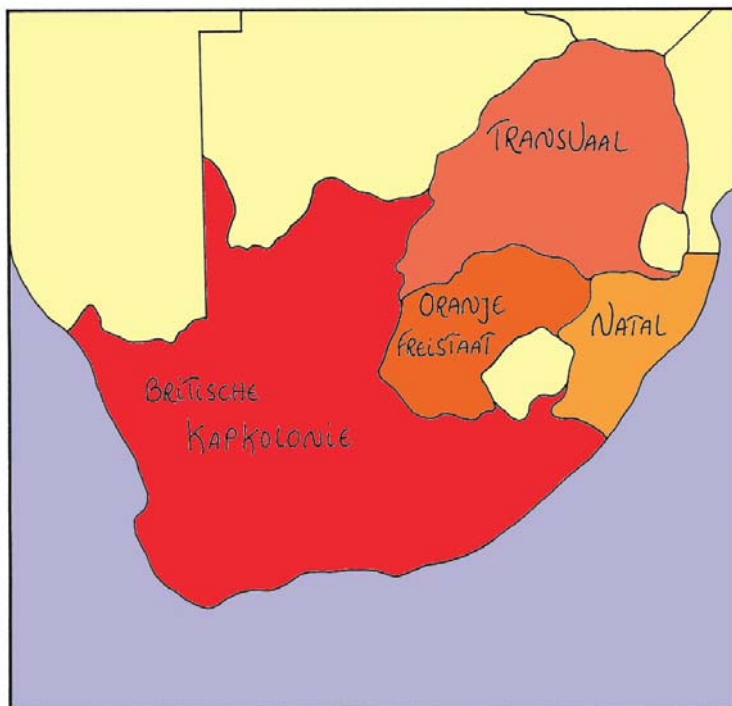 TRANSVAAL
ORANJE
FREISTAAT
NATAL
BRITISCHE
KAPKOLONIE